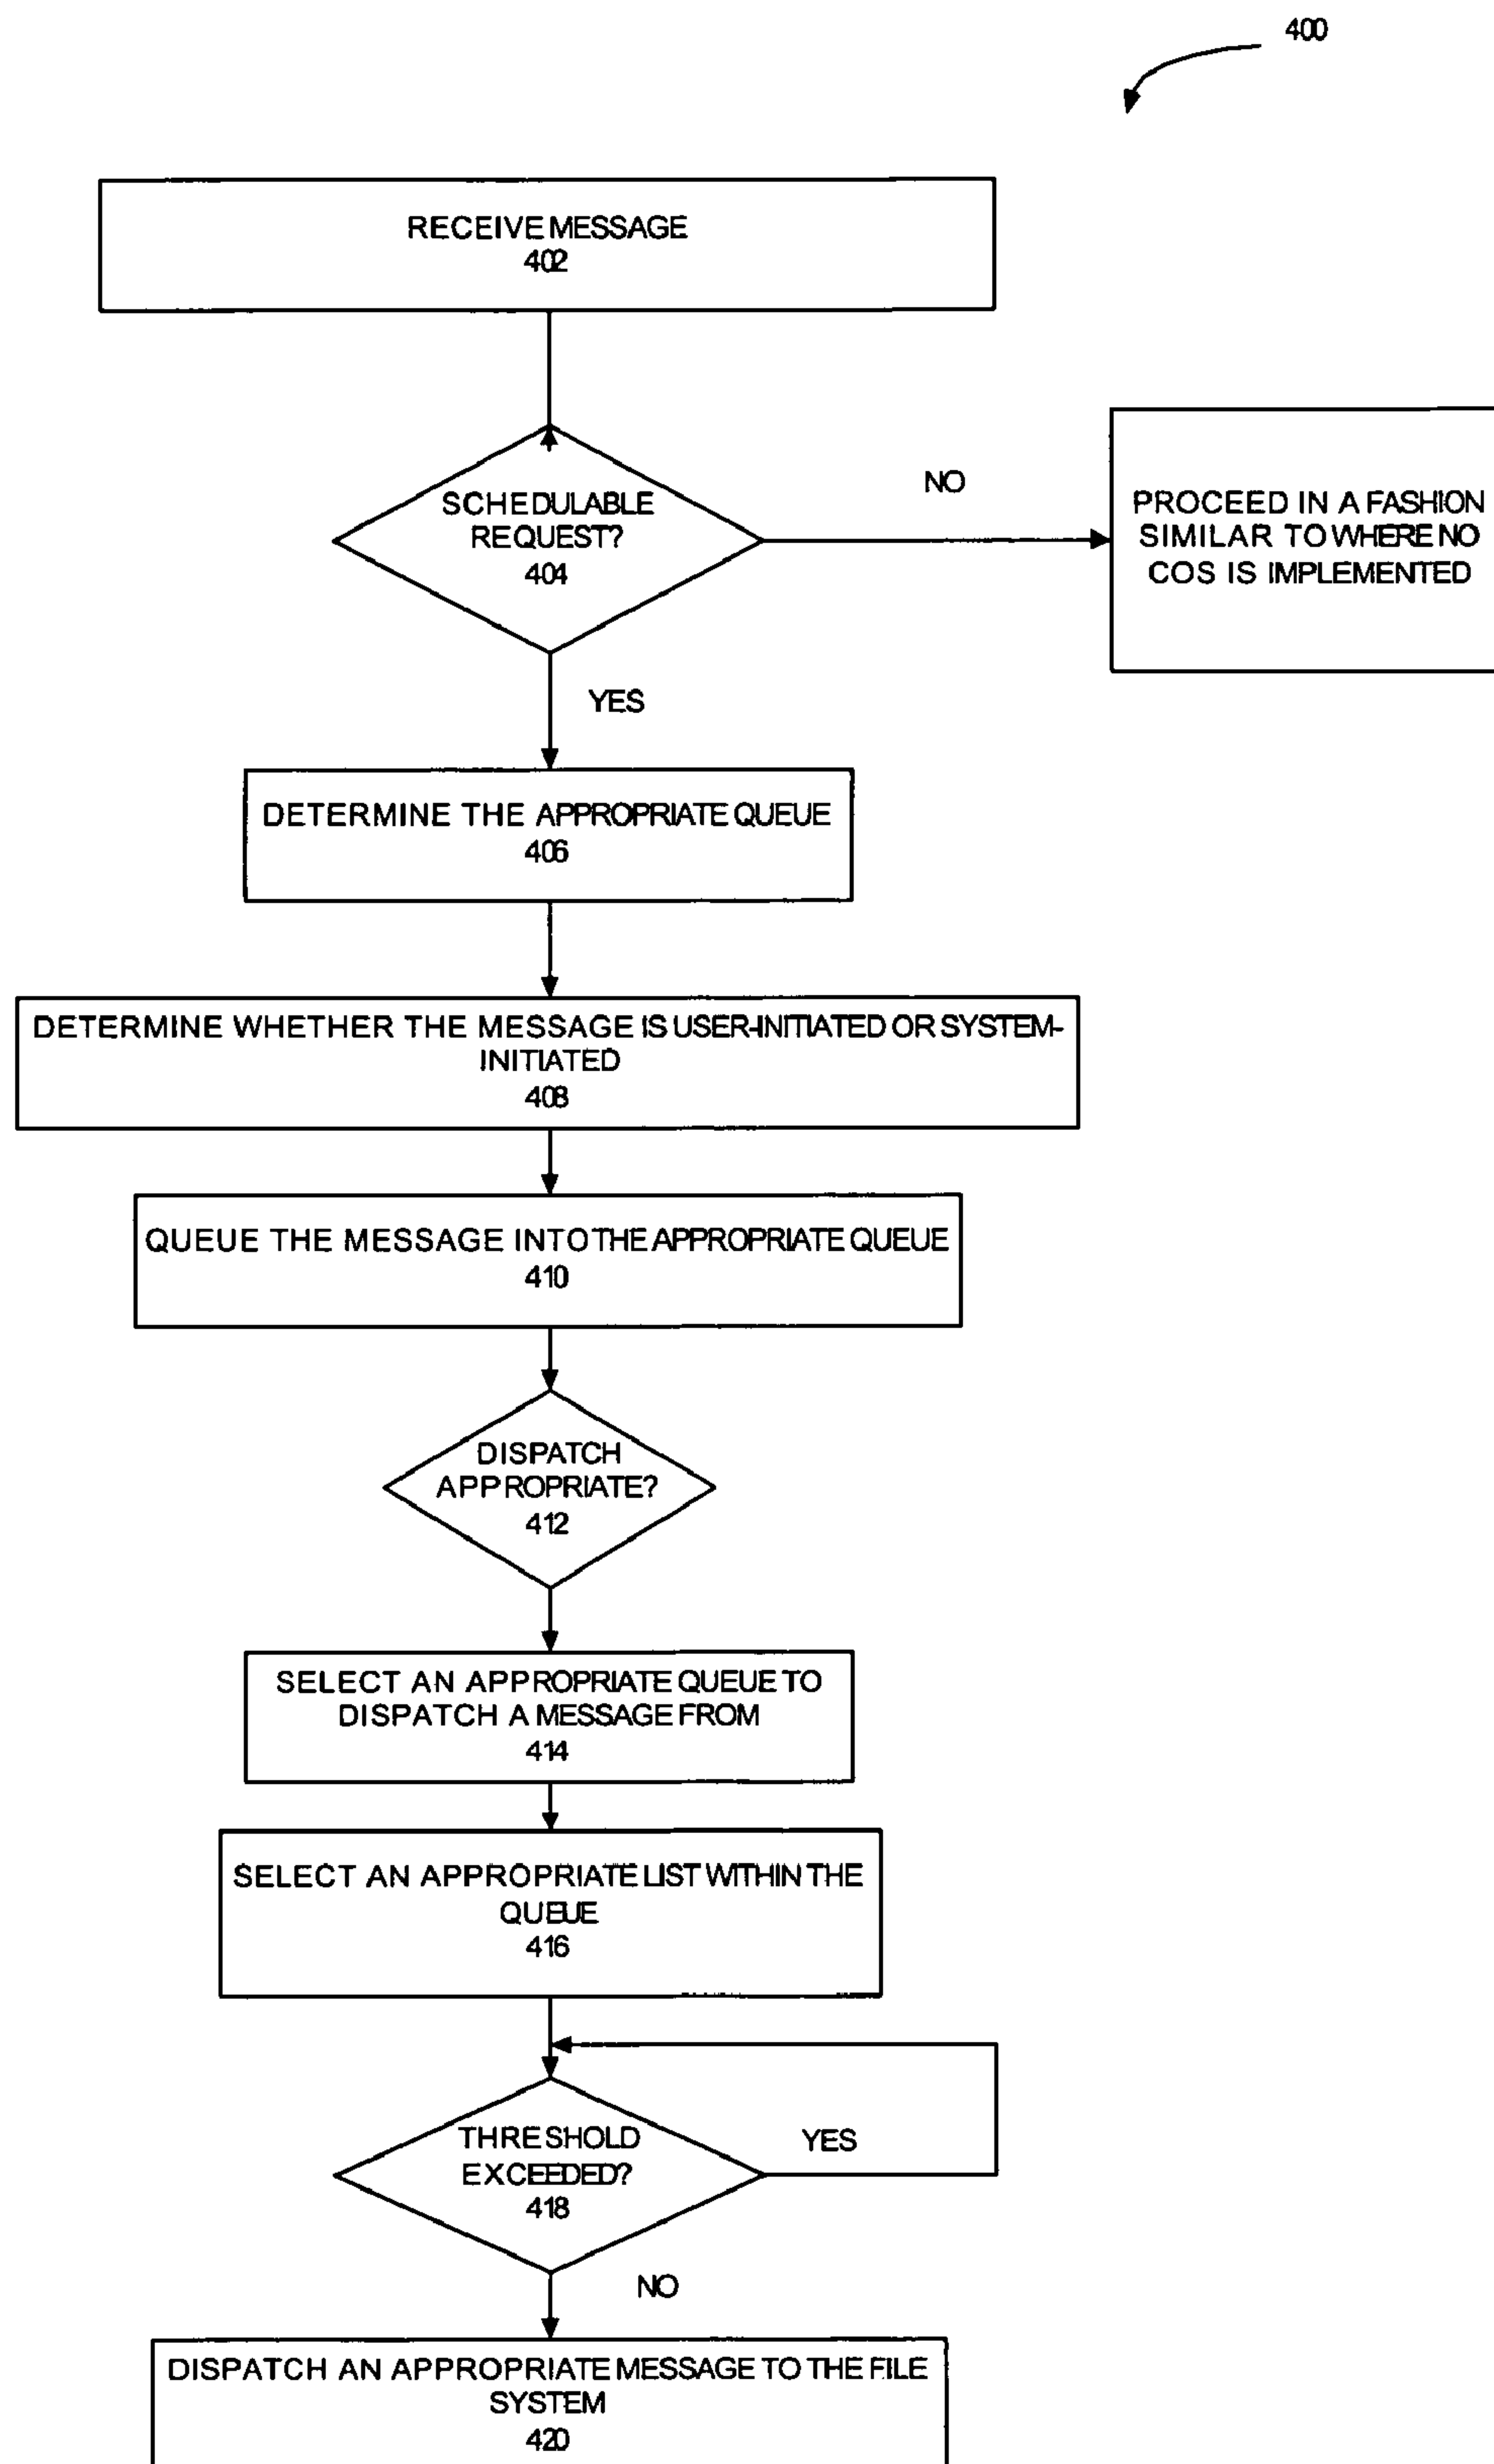 400
RECEIVE MESSAGE
402
SCHEDULABLE
REQUEST?
404
NO
PROCEED IN A FASHION
SIMILAR TO WHERE NO
COS IS IMPLEMENTED
YES
DETERMINE THE APPROPRIATE QUEUE
406
DETERMINE WHETHER THE MESSAGE IS USER-INITIATED OR SYSTEM-
INITIATED
408
QUEUE THE MESSAGE INTO THE APPROPRIATE QUEUE
410
DISPATCH
APPROPRIATE?
412
SELECT AN APPROPRIATE QUEUE TO
DISPATCH A MESSAGE FROM
414
SELECT AN APPROPRIATE LIST WITHIN THE
QUEUE
416
THRESHOLD
EXCEEDED?
418
YES
NO
DISPATCH AN APPROPRIATE MESSAGE TO THE FILE
SYSTEM
420